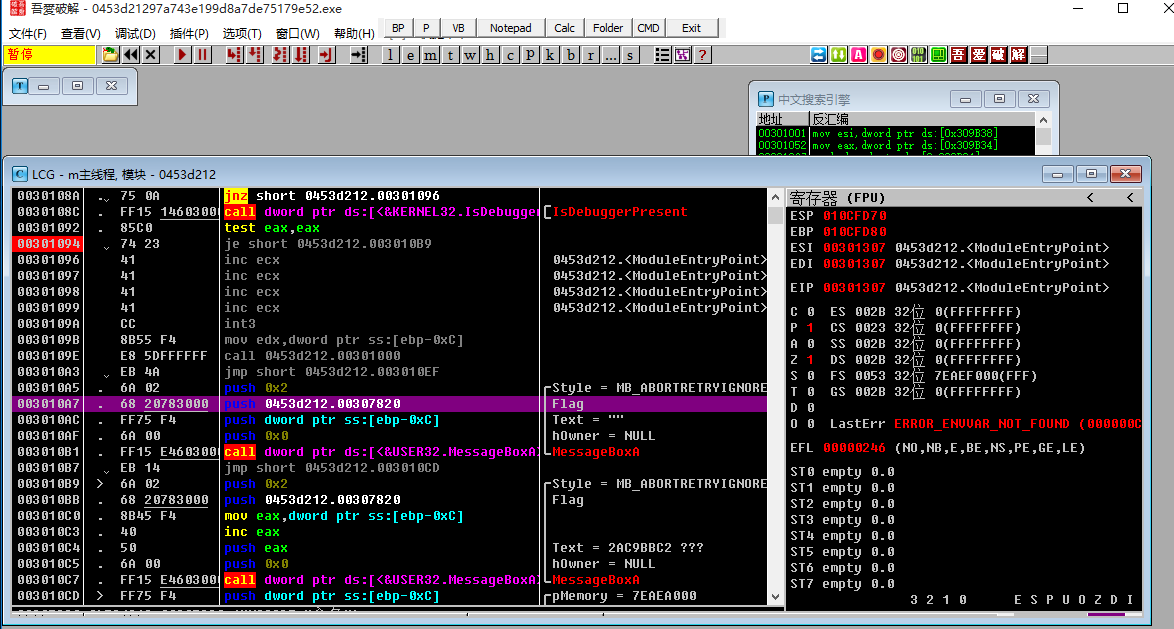 吾愛破解 - 0453d21297a743e199d8a7de75179e52.exe
文件(F) 查看(V) 调试(D) 插件(P) 选项(T) 窗口(W) 帮助(H) BP P VB Notepad Calc Folder CMD Exit
暂停 l e m t w h c P k b r ... s ? A 吾 爱 破 解
T
P 中文搜索引擎
地址 反汇编
00301001 mov esi,dword ptr ds:[0x309B38]
00301052 mov eax,dword ptr ds:[0x309B34]
C LCG - m主线程, 模块 - 0453d212
0030108A . 75 0A jnz short 0453d212.00301096
0030108C . FF15 14603000 call dword ptr ds:[<&KERNEL32.IsDebugger IsDebuggerPresent
00301092 . 85C0 test eax,eax
00301094 74 23 je short 0453d212.003010B9
00301096 41 inc ecx 0453d212.<ModuleEntryPoint>
00301097 41 inc ecx 0453d212.<ModuleEntryPoint>
00301098 41 inc ecx 0453d212.<ModuleEntryPoint>
00301099 41 inc ecx 0453d212.<ModuleEntryPoint>
0030109A CC int3
0030109B 8B55 F4 mov edx,dword ptr ss:[ebp-0xC]
0030109E E8 5DFFFFFF call 0453d212.00301000
003010A3 . EB 4A jmp short 0453d212.003010EF
003010A5 . 6A 02 push 0x2 Style = MB_ABORTRETRYIGNORE
003010A7 . 68 20783000 push 0453d212.00307820 Flag
003010AC . FF75 F4 push dword ptr ss:[ebp-0xC] Text = ""
003010AF . 6A 00 push 0x0 hOwner = NULL
003010B1 . FF15 E4603000 call dword ptr ds:[<&USER32.MessageBoxA> MessageBoxA
003010B7 . EB 14 jmp short 0453d212.003010CD
003010B9 > 6A 02 push 0x2 Style = MB_ABORTRETRYIGNORE
003010BB . 68 20783000 push 0453d212.00307820 Flag
003010C0 . 8B45 F4 mov eax,dword ptr ss:[ebp-0xC]
003010C3 . 40 inc eax
003010C4 . 50 push eax Text = 2AC9BBC2 ???
003010C5 . 6A 00 push 0x0 hOwner = NULL
003010C7 . FF15 E4603000 call dword ptr ds:[<&USER32.MessageBoxA> MessageBoxA
003010CD > FF75 F4 push dword ptr ss:[ebp-0xC] pMemory = 7EAEA000
寄存器 (FPU) < <
ESP 010CFD70
EBP 010CFD80
ESI 00301307 0453d212.<ModuleEntryPoint>
EDI 00301307 0453d212.<ModuleEntryPoint>
EIP 00301307 0453d212.<ModuleEntryPoint>
C 0 ES 002B 32位 0(FFFFFFFF)
P 1 CS 0023 32位 0(FFFFFFFF)
A 0 SS 002B 32位 0(FFFFFFFF)
Z 1 DS 002B 32位 0(FFFFFFFF)
S 0 FS 0053 32位 7EAEF000(FFF)
T 0 GS 002B 32位 0(FFFFFFFF)
D 0
O 0 LastErr ERROR_ENVVAR_NOT_FOUND (000000C
EFL 00000246 (NO,NB,E,BE,NS,PE,GE,LE)
ST0 empty 0.0
ST1 empty 0.0
ST2 empty 0.0
ST3 empty 0.0
ST4 empty 0.0
ST5 empty 0.0
ST6 empty 0.0
ST7 empty 0.0
3 2 1 0 E S P U O Z D I